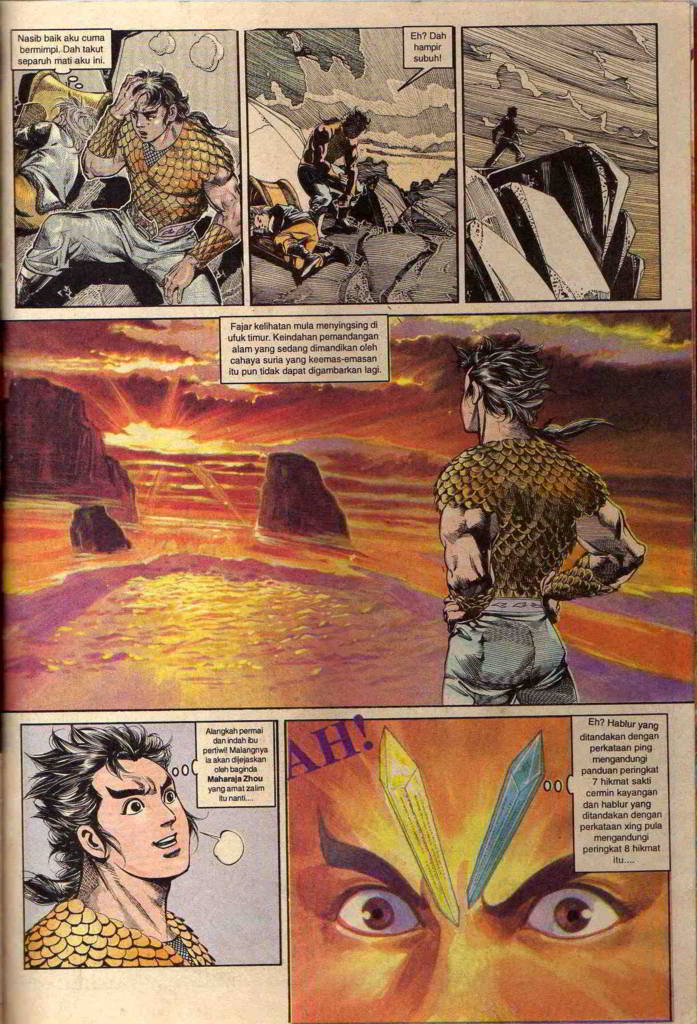 Nasib baik aku cuma
bermimpi. Dah takut
separuh mati aku ini.
Eh? Dah
hampir
subuh!
Fajar kelihatan mula menyingsing di
ufuk timur. Keindahan pemandangan
alam yang sedang dimandikan oleh
cahaya suria yang keemas-emasan
itu pun tidak dapat digambarkan lagi.
Alangkah permai
dan indah ibu
pertiwi! Malangnya
ia akan dijejaskan
oleh baginda
Maharaja Zhou
yang amat zalim
itu nanti....
AH!
Eh? Hablur yang
ditandakan dengan
perkataan ping
mengandungi
panduan peringkat
7 hikmat sakti
cermin kayangan
dan hablur yang
ditandakan dengan
perkataan xing pula
mengandungi
peringkat 8 hikmat
itu....